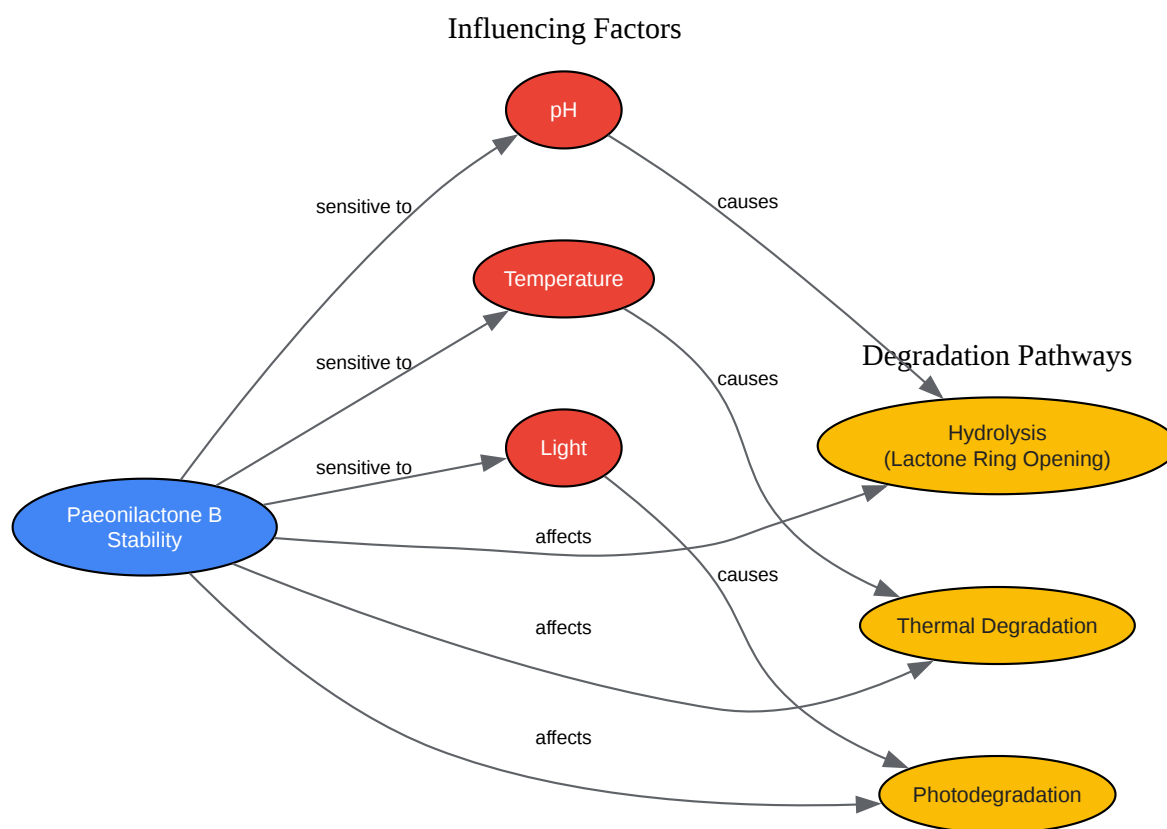 Influencing Factors
pH
sensitive to
causes
Temperature
sensitive to
causes
Degradation Pathways
Light
sensitive to
Hydrolysis
(Lactone Ring Opening)
Paeonilactone B
Stability
affects
causes
affects
Thermal Degradation
affects
Photodegradation